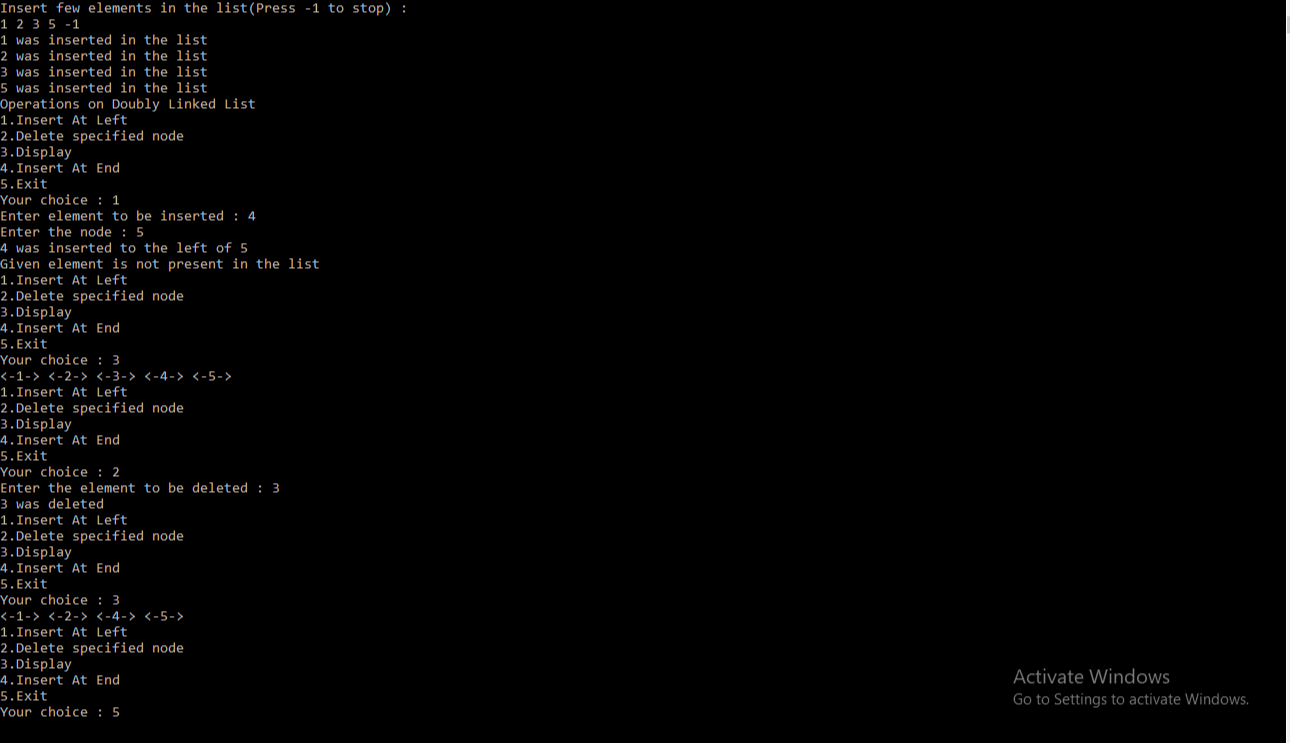 Insert few elements in the list(Press -1 to stop) :
1 2 3 5 -1
1 was inserted in the list
2 was inserted in the list
3 was inserted in the list
5 was inserted in the list
Operations on Doubly Linked List
1.Insert At Left
2.Delete specified node
3.Display
4.Insert At End
5.Exit
Your choice : 1
Enter element to be inserted : 4
Enter the node : 5
4 was inserted to the left of 5
Given element is not present in the list
1.Insert At Left
2.Delete specified node
3.Display
4.Insert At End
5.Exit
Your choice : 3
<-1-> <-2-> <-3-> <-4-> <-5->
1.Insert At Left
2.Delete specified node
3.Display
4.Insert At End
5.Exit
Your choice : 2
Enter the element to be deleted : 3
3 was deleted
1.Insert At Left
2.Delete specified node
3.Display
4.Insert At End
5.Exit
Your choice : 3
<-1-> <-2-> <-4-> <-5->
1.Insert At Left
2.Delete specified node
3.Display
4.Insert At End
5.Exit
Your choice : 5
Activate Windows
Go to Settings to activate Windows.